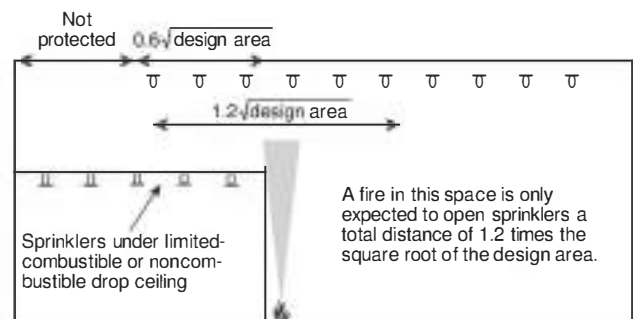 Not
protected
0.6√design area
1.2√design area
A fire in this space is only
expected to open sprinklers a
total distance of 1.2 times the
square root of the design area.
Sprinklers under limited-
combustible or noncom-
bustible drop ceiling